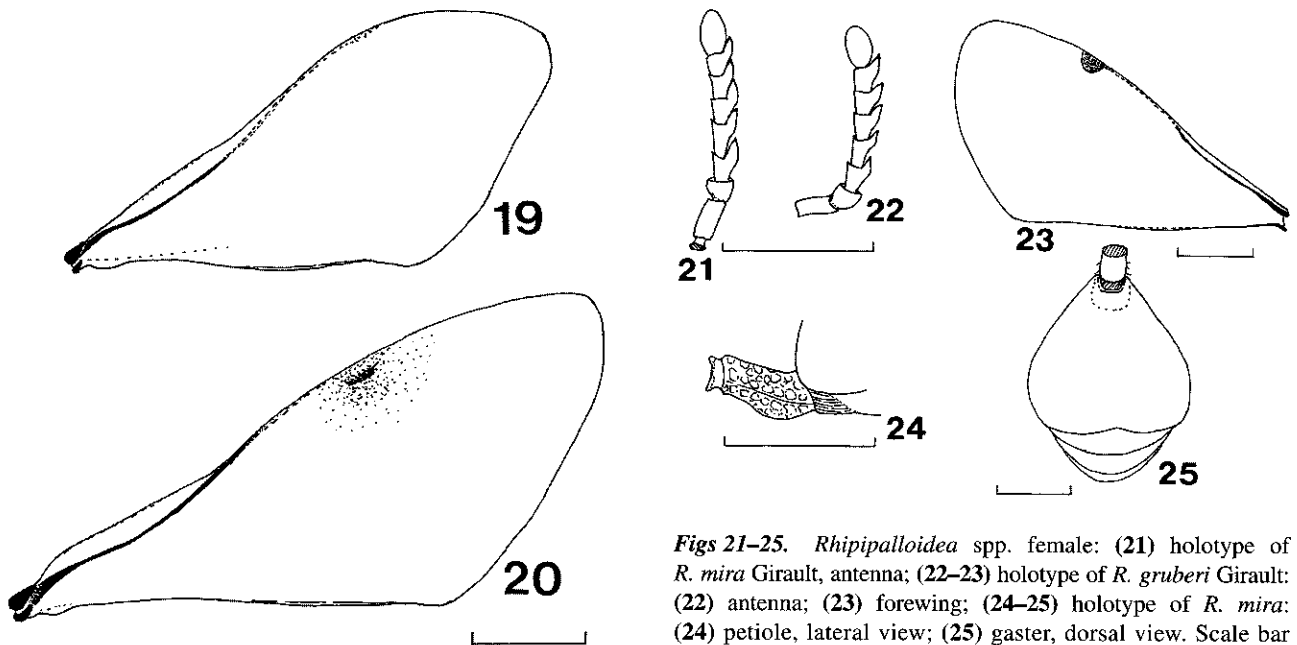 19
20
21
22
23
24
25
Figs 21–25. Rhipipalloidea spp. female: (21) holotype of
R. mira Girault, antenna; (22–23) holotype of R. gruberi Girault:
(22) antenna; (23) forewing; (24–25) holotype of R. mira:
(24) petiole, lateral view; (25) gaster, dorsal view. Scale bar